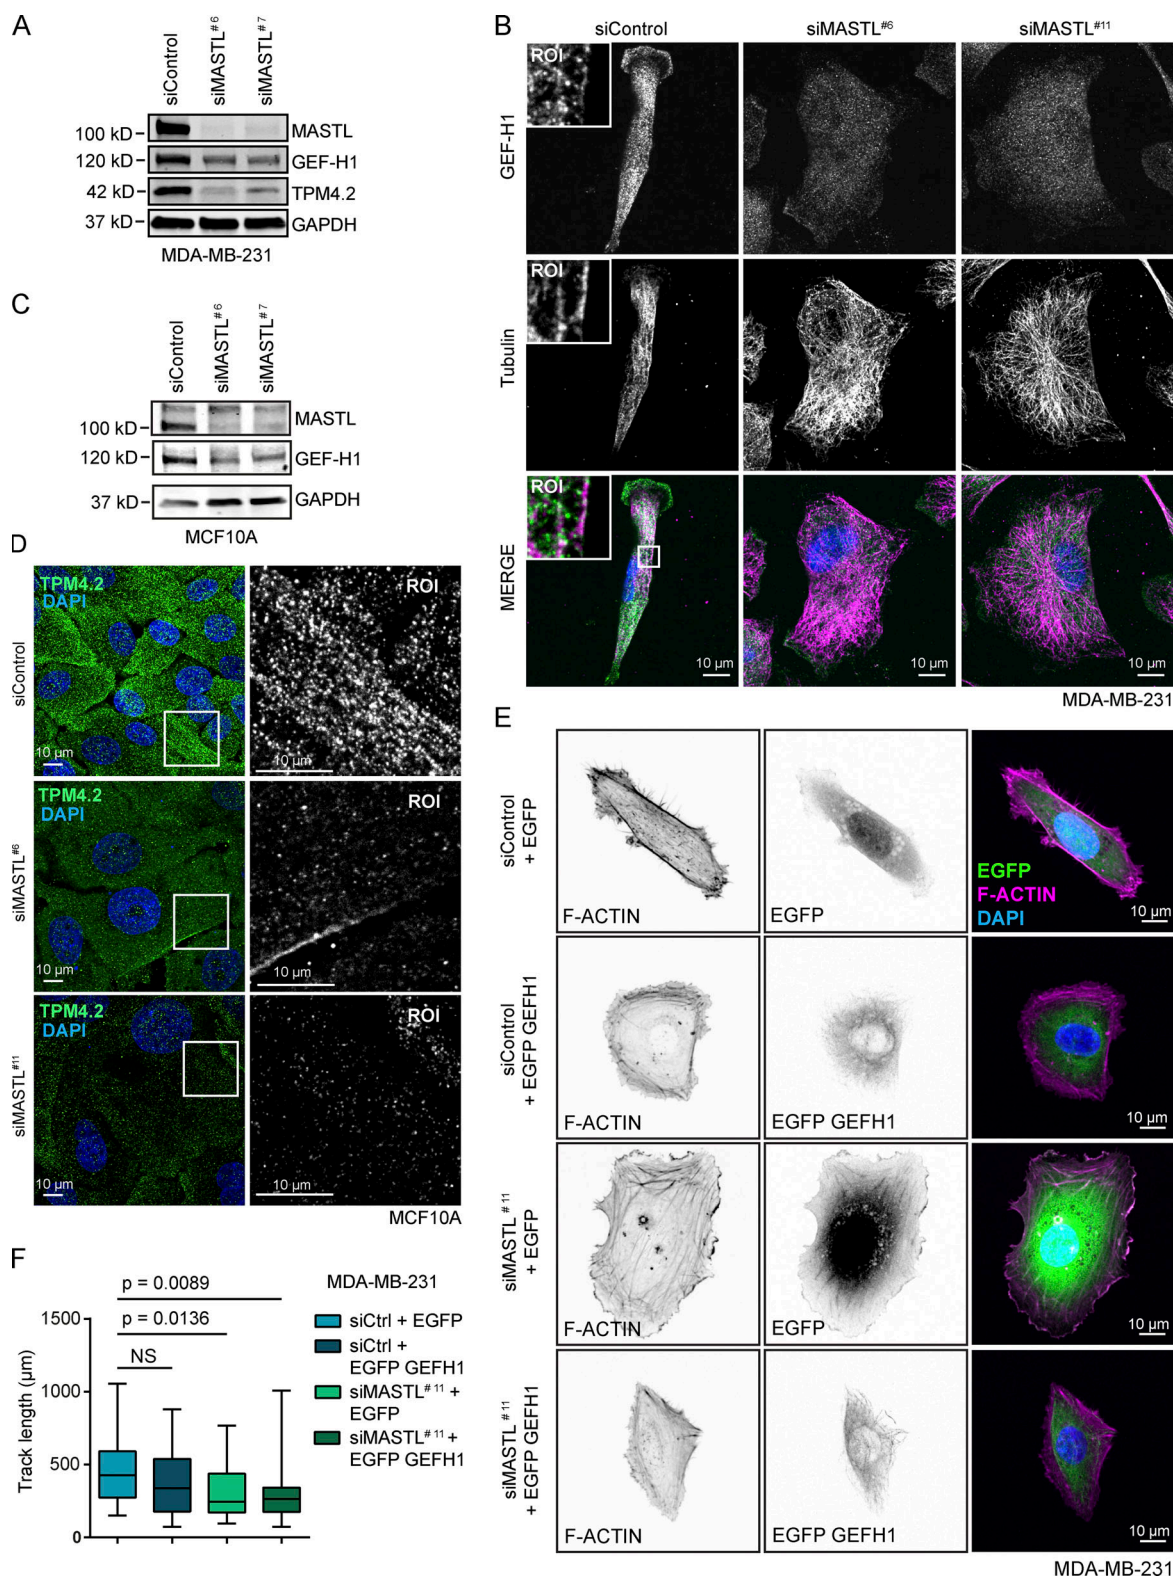 A
siControl
siMASTL#6
siMASTL#7
100 kD
MASTL
120 kD
GEF-H1
42 kD
TPM4.2
37 kD
GAPDH
MDA-MB-231
B
siControl
siMASTL#6
siMASTL#11
GEF-H1
ROI
Tubulin
ROI
MERGE
ROI
10 µm
10 µm
10 µm
MDA-MB-231
C
siControl
siMASTL#6
siMASTL#7
100 kD
MASTL
120 kD
GEF-H1
37 kD
GAPDH
MCF10A
D
siControl
TPM4.2
DAPI
10 µm
ROI
10 µm
siMASTL#6
TPM4.2
DAPI
10 µm
ROI
10 µm
siMASTL#11
TPM4.2
DAPI
10 µm
ROI
10 µm
MCF10A
E
siControl
+ EGFP
F-ACTIN
EGFP
EGFP
F-ACTIN
DAPI
10 µm
siControl
+ EGFP GEFH1
F-ACTIN
EGFP GEFH1
10 µm
siMASTL#11
+ EGFP
F-ACTIN
EGFP
10 µm
siMASTL#11
+ EGFP GEFH1
F-ACTIN
EGFP GEFH1
10 µm
MDA-MB-231
F
p = 0.0089
p = 0.0136
NS
Track length (µm)
1500
1000
500
0
MDA-MB-231
siCtrl + EGFP
siCtrl +
EGFP GEFH1
siMASTL#11 +
EGFP
siMASTL#11 +
EGFP GEFH1